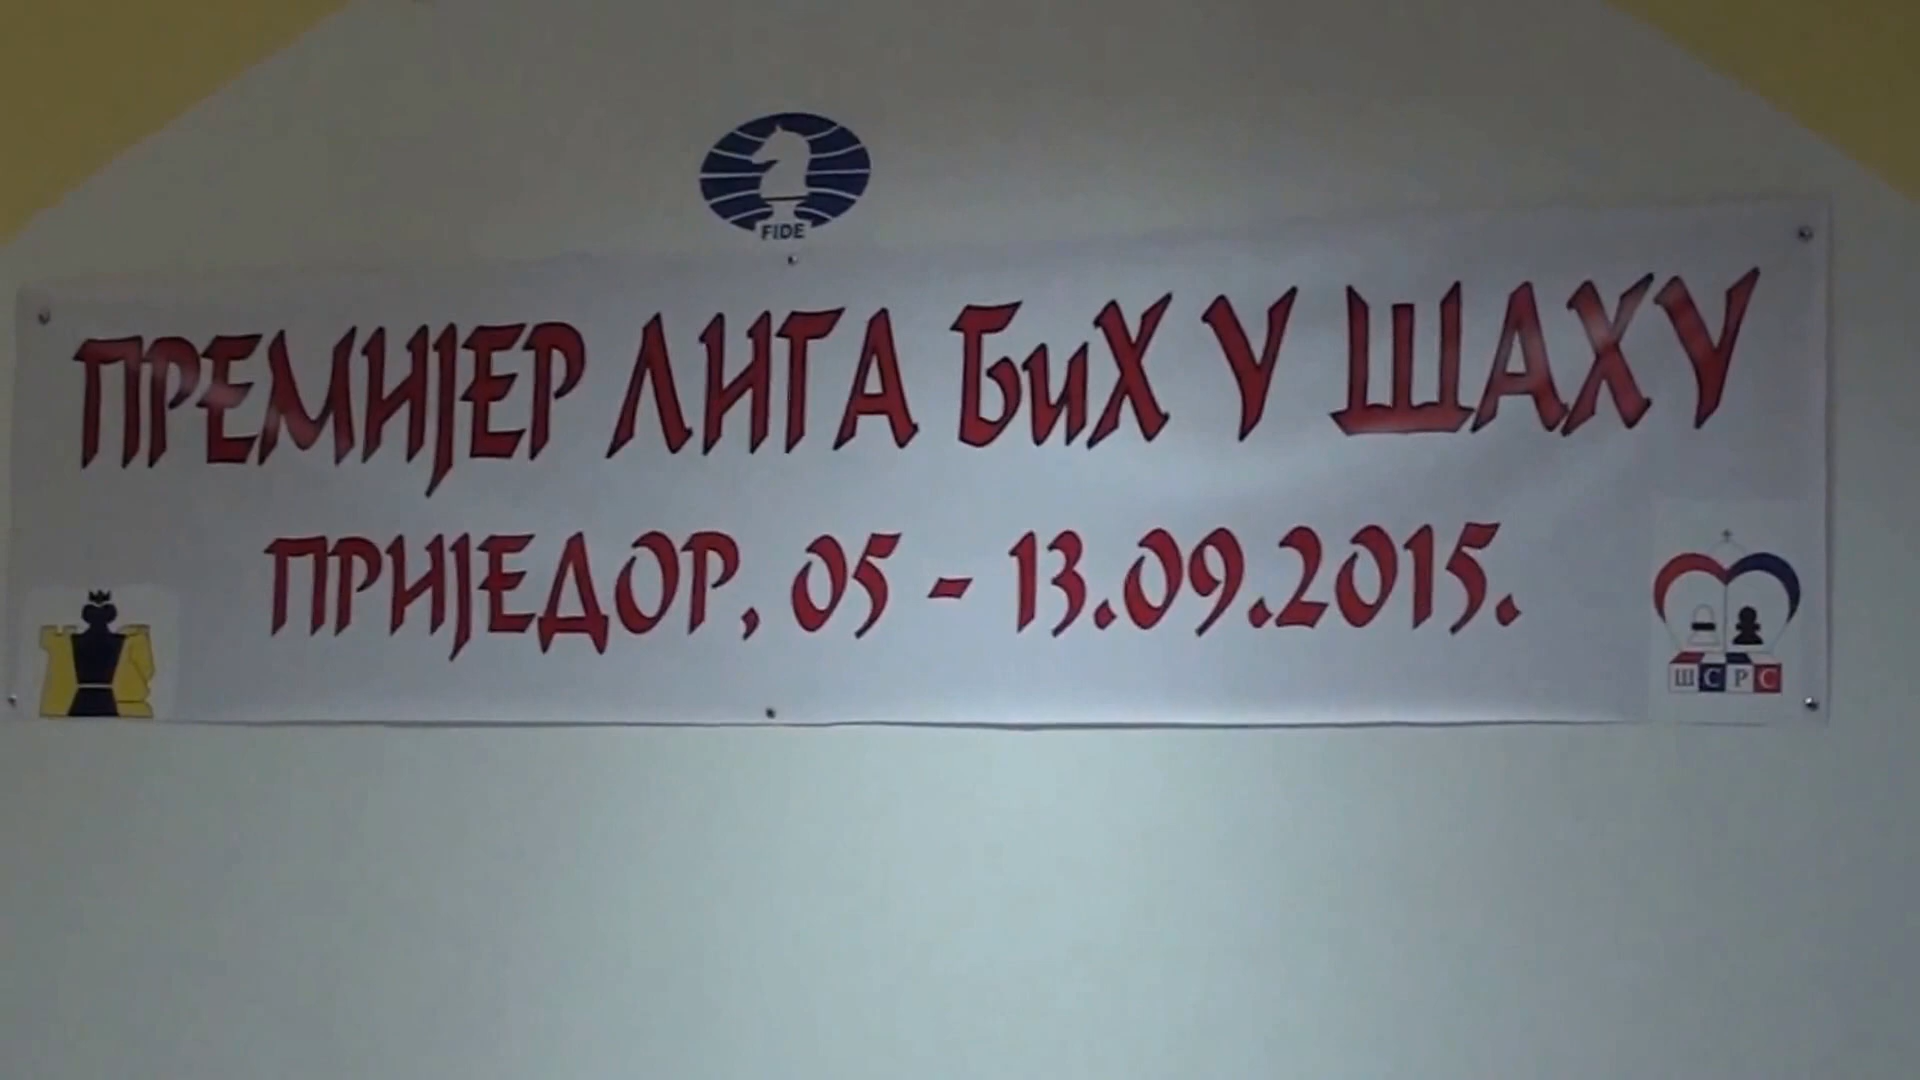 FIDE
ПРЕМИЈЕР ЛИГА БиХ У ШАХУ
ПРИЈЕДОР, 05 - 13.09.2015.
ШСРС